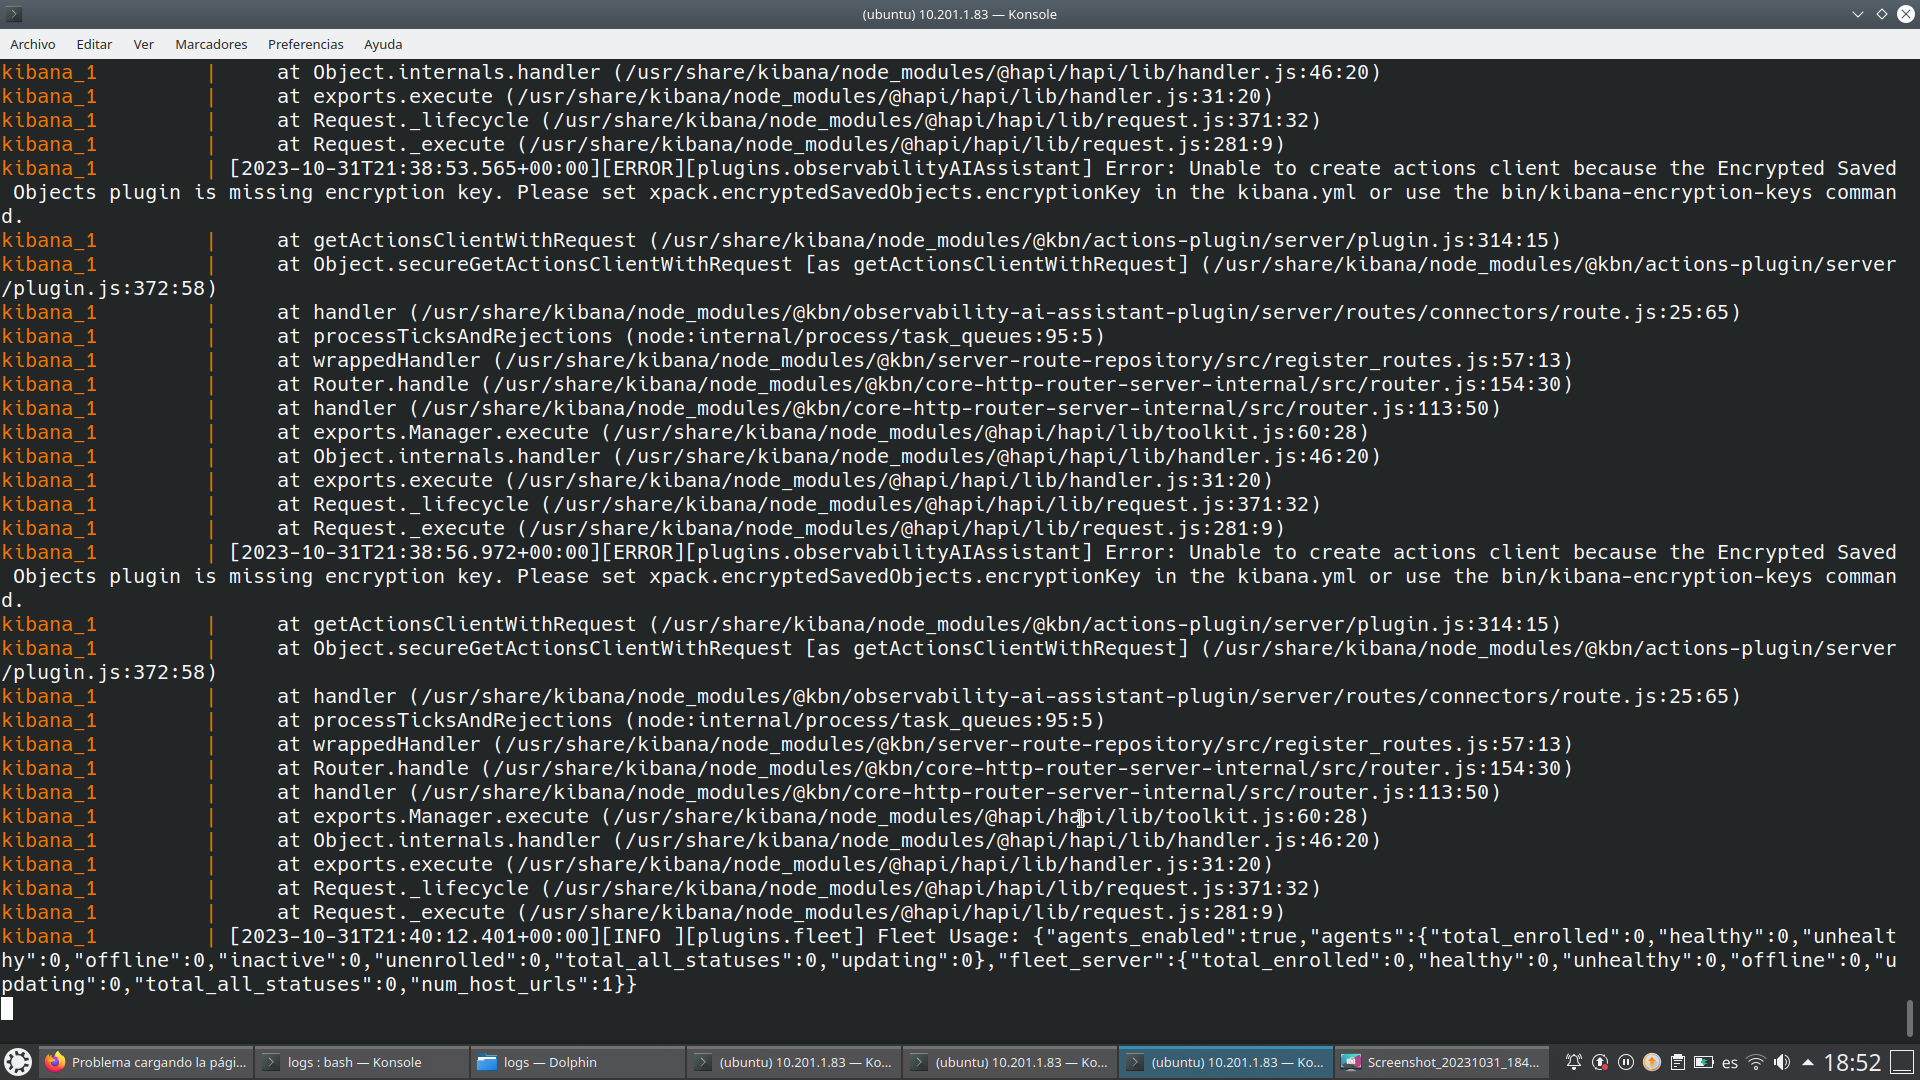 (ubuntu) 10.201.1.83 — Konsole
Archivo Editar Ver Marcadores Preferencias Ayuda
kibana_1 | at Object.internals.handler (/usr/share/kibana/node_modules/@hapi/hapi/lib/handler.js:46:20)
kibana_1 | at exports.execute (/usr/share/kibana/node_modules/@hapi/hapi/lib/handler.js:31:20)
kibana_1 | at Request._lifecycle (/usr/share/kibana/node_modules/@hapi/hapi/lib/request.js:371:32)
kibana_1 | at Request._execute (/usr/share/kibana/node_modules/@hapi/hapi/lib/request.js:281:9)
kibana_1 | [2023-10-31T21:38:53.565+00:00][ERROR][plugins.observabilityAIAssistant] Error: Unable to create actions client because the Encrypted Saved
Objects plugin is missing encryption key. Please set xpack.encryptedSavedObjects.encryptionKey in the kibana.yml or use the bin/kibana-encryption-keys comman
d.
kibana_1 | at getActionsClientWithRequest (/usr/share/kibana/node_modules/@kbn/actions-plugin/server/plugin.js:314:15)
kibana_1 | at Object.secureGetActionsClientWithRequest [as getActionsClientWithRequest] (/usr/share/kibana/node_modules/@kbn/actions-plugin/server
/plugin.js:372:58)
kibana_1 | at handler (/usr/share/kibana/node_modules/@kbn/observability-ai-assistant-plugin/server/routes/connectors/route.js:25:65)
kibana_1 | at processTicksAndRejections (node:internal/process/task_queues:95:5)
kibana_1 | at wrappedHandler (/usr/share/kibana/node_modules/@kbn/server-route-repository/src/register_routes.js:57:13)
kibana_1 | at Router.handle (/usr/share/kibana/node_modules/@kbn/core-http-router-server-internal/src/router.js:154:30)
kibana_1 | at handler (/usr/share/kibana/node_modules/@kbn/core-http-router-server-internal/src/router.js:113:50)
kibana_1 | at exports.Manager.execute (/usr/share/kibana/node_modules/@hapi/hapi/lib/toolkit.js:60:28)
kibana_1 | at Object.internals.handler (/usr/share/kibana/node_modules/@hapi/hapi/lib/handler.js:46:20)
kibana_1 | at exports.execute (/usr/share/kibana/node_modules/@hapi/hapi/lib/handler.js:31:20)
kibana_1 | at Request._lifecycle (/usr/share/kibana/node_modules/@hapi/hapi/lib/request.js:371:32)
kibana_1 | at Request._execute (/usr/share/kibana/node_modules/@hapi/hapi/lib/request.js:281:9)
kibana_1 | [2023-10-31T21:38:56.972+00:00][ERROR][plugins.observabilityAIAssistant] Error: Unable to create actions client because the Encrypted Saved
Objects plugin is missing encryption key. Please set xpack.encryptedSavedObjects.encryptionKey in the kibana.yml or use the bin/kibana-encryption-keys comman
d.
kibana_1 | at getActionsClientWithRequest (/usr/share/kibana/node_modules/@kbn/actions-plugin/server/plugin.js:314:15)
kibana_1 | at Object.secureGetActionsClientWithRequest [as getActionsClientWithRequest] (/usr/share/kibana/node_modules/@kbn/actions-plugin/server
/plugin.js:372:58)
kibana_1 | at handler (/usr/share/kibana/node_modules/@kbn/observability-ai-assistant-plugin/server/routes/connectors/route.js:25:65)
kibana_1 | at processTicksAndRejections (node:internal/process/task_queues:95:5)
kibana_1 | at wrappedHandler (/usr/share/kibana/node_modules/@kbn/server-route-repository/src/register_routes.js:57:13)
kibana_1 | at Router.handle (/usr/share/kibana/node_modules/@kbn/core-http-router-server-internal/src/router.js:154:30)
kibana_1 | at handler (/usr/share/kibana/node_modules/@kbn/core-http-router-server-internal/src/router.js:113:50)
kibana_1 | at exports.Manager.execute (/usr/share/kibana/node_modules/@hapi/hapi/lib/toolkit.js:60:28)
kibana_1 | at Object.internals.handler (/usr/share/kibana/node_modules/@hapi/hapi/lib/handler.js:46:20)
kibana_1 | at exports.execute (/usr/share/kibana/node_modules/@hapi/hapi/lib/handler.js:31:20)
kibana_1 | at Request._lifecycle (/usr/share/kibana/node_modules/@hapi/hapi/lib/request.js:371:32)
kibana_1 | at Request._execute (/usr/share/kibana/node_modules/@hapi/hapi/lib/request.js:281:9)
kibana_1 | [2023-10-31T21:40:12.401+00:00][INFO ][plugins.fleet] Fleet Usage: {"agents_enabled":true,"agents":{"total_enrolled":0,"healthy":0,"unhealt
hy":0,"offline":0,"inactive":0,"unenrolled":0,"total_all_statuses":0,"updating":0},"fleet_server":{"total_enrolled":0,"healthy":0,"unhealthy":0,"offline":0,"u
pdating":0,"total_all_statuses":0,"num_host_urls":1}}
Problema cargando la pági... logs : bash — Konsole logs — Dolphin (ubuntu) 10.201.1.83 — Ko... (ubuntu) 10.201.1.83 — Ko... (ubuntu) 10.201.1.83 — Ko... Screenshot_20231031_184... es 18:52